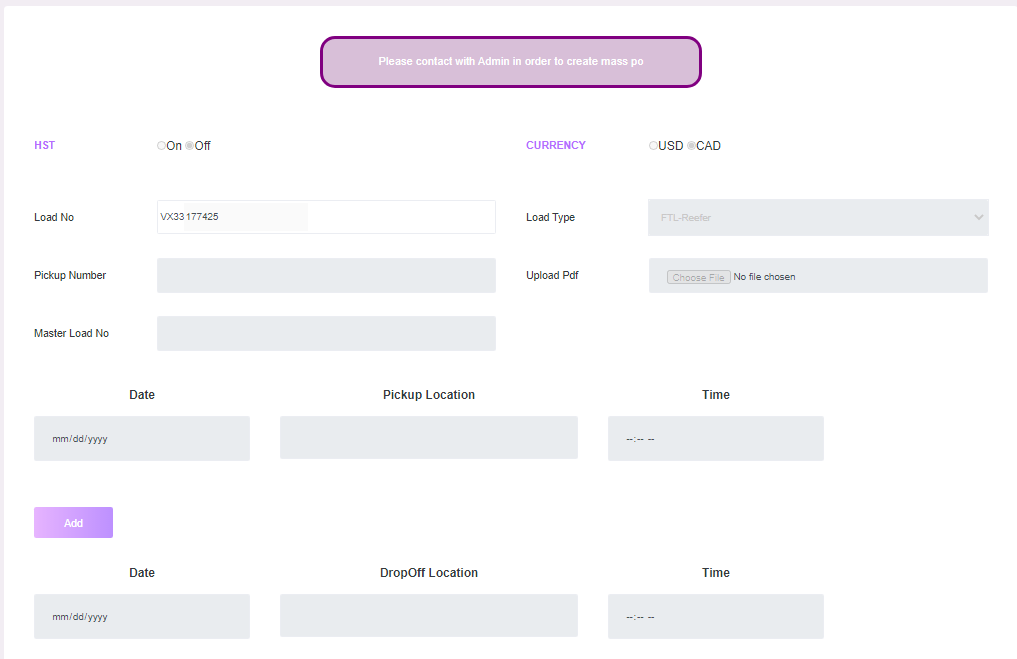 Please contact with Admin in order to create mass po
HST On Off CURRENCY USD CAD
Load No VX33177425 Load Type FTL-Reefer
Pickup Number Upload Pdf Choose File No file chosen
Master Load No
Date Pickup Location Time
mm/dd/yyyy --:-- --
Add
Date DropOff Location Time
mm/dd/yyyy --:-- --